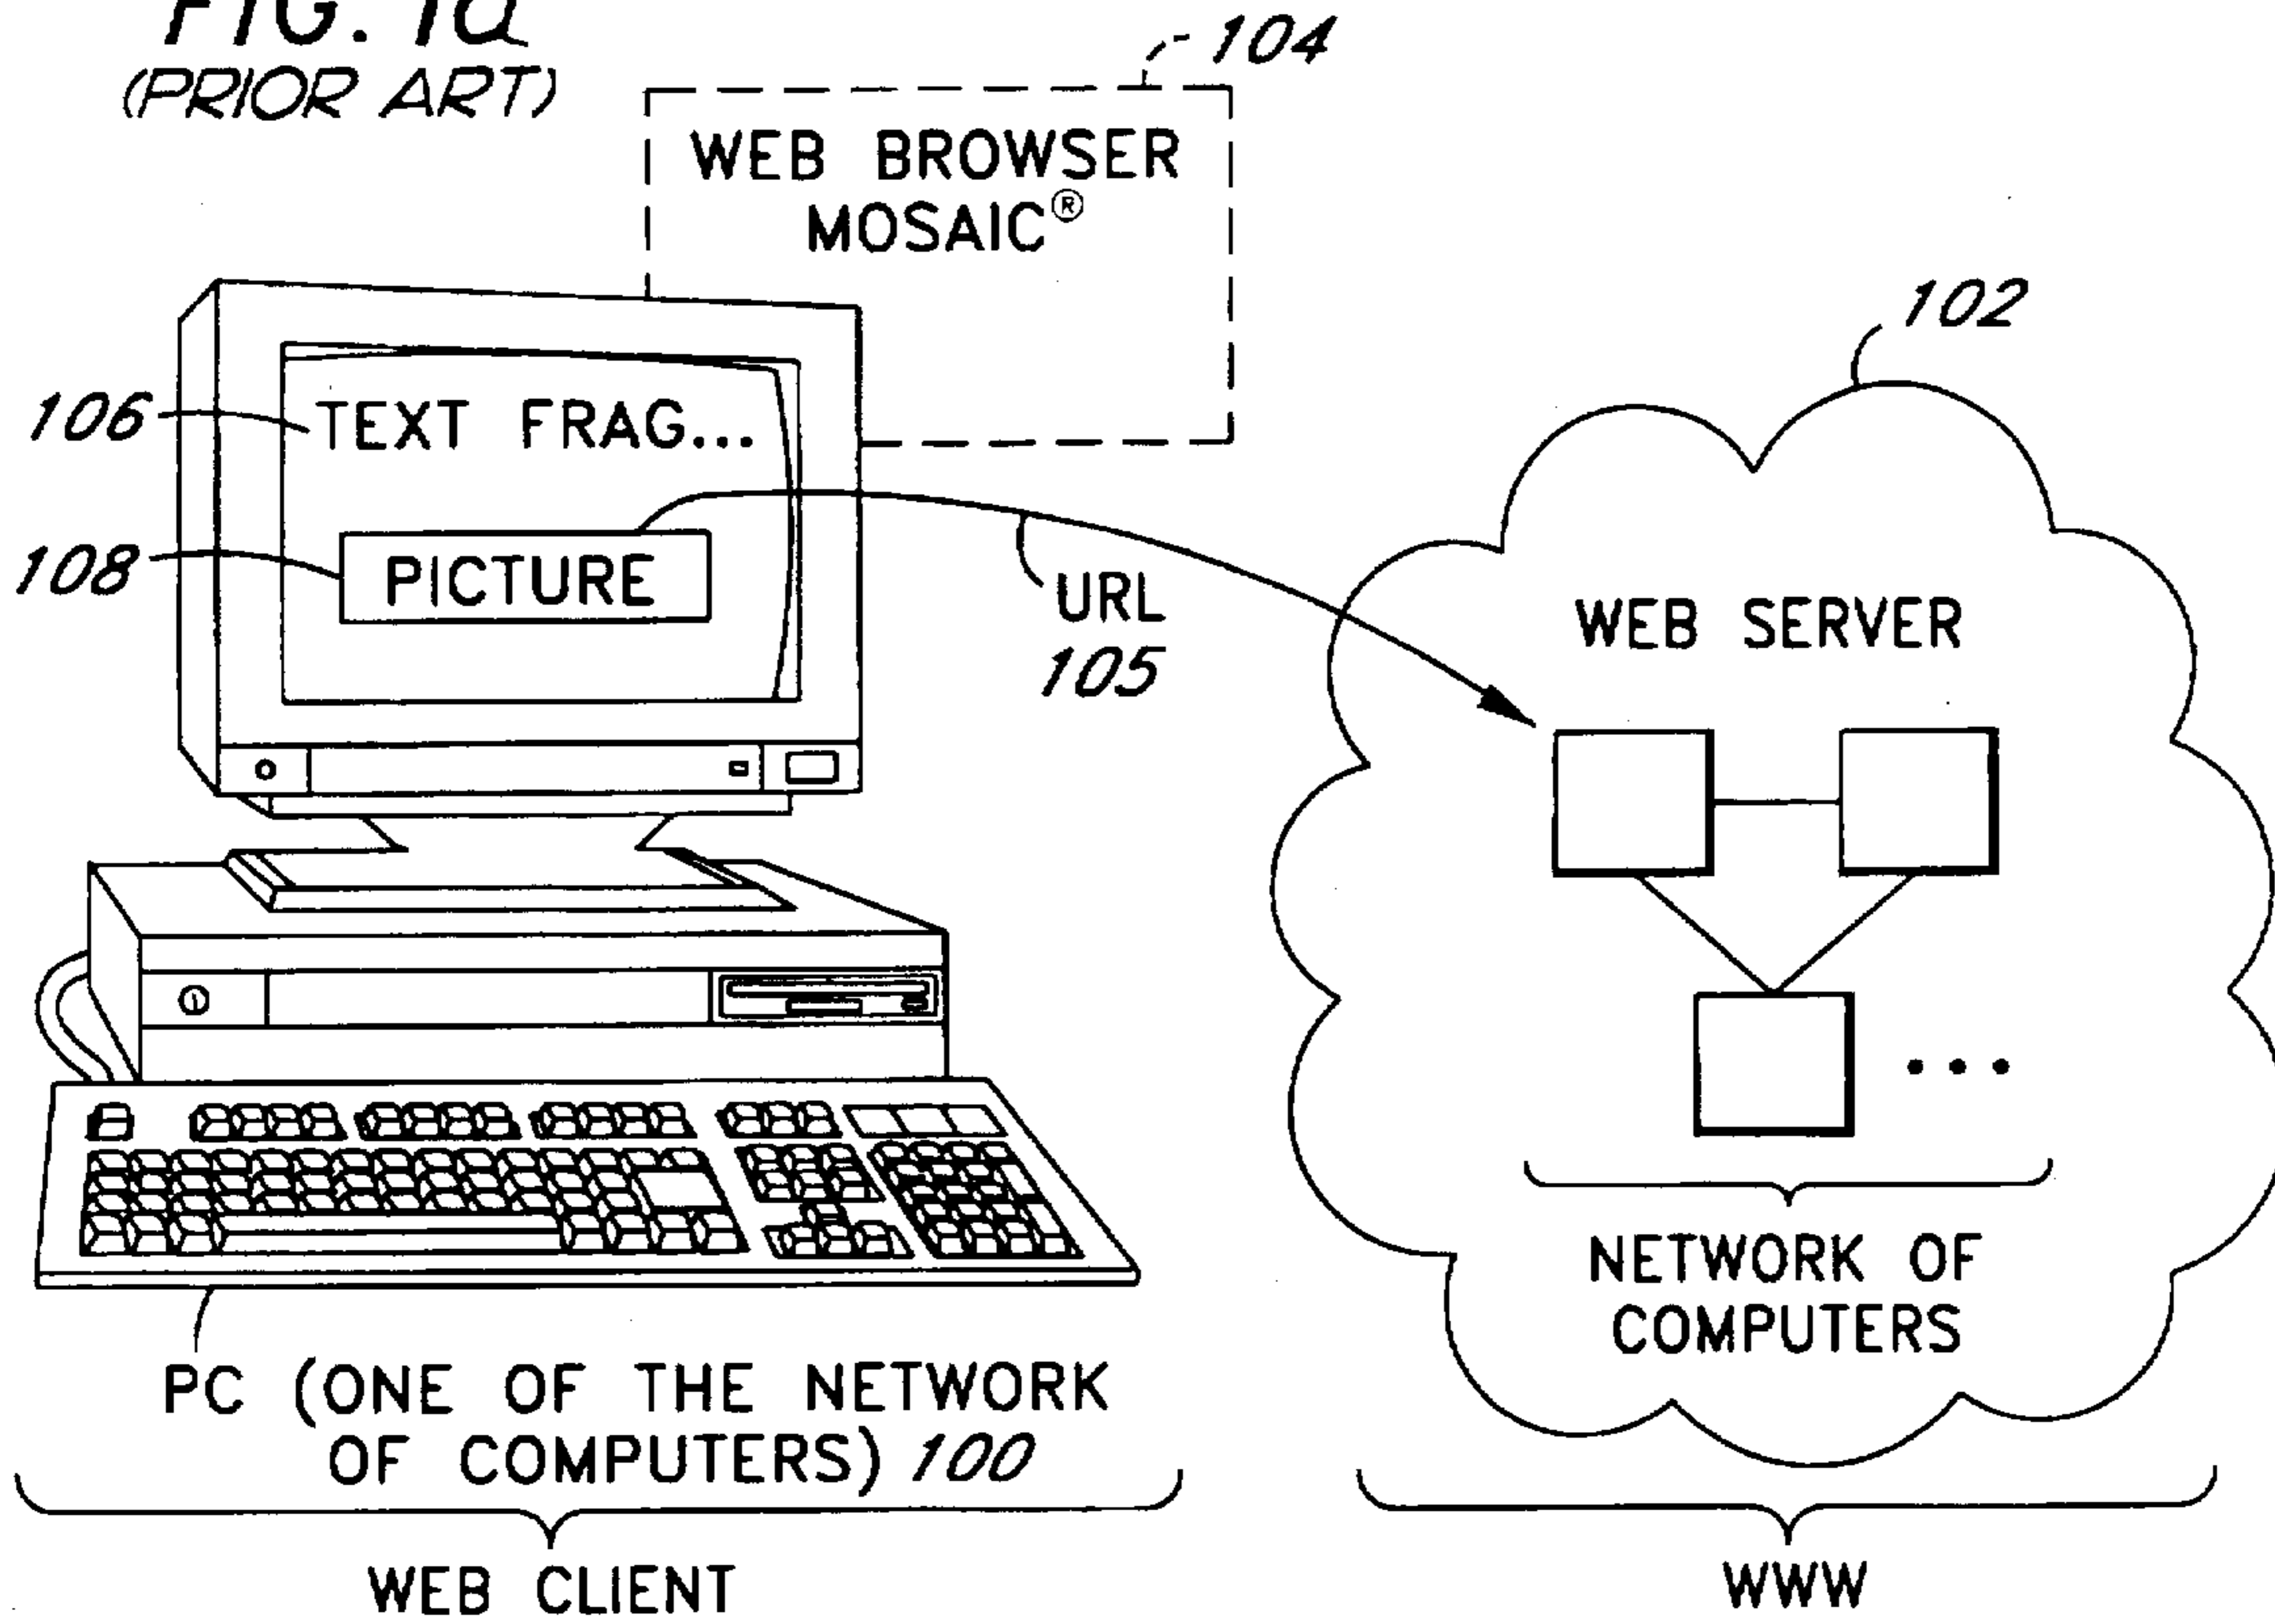 FIG. 1a
(PRIOR ART)
104
WEB BROWSER
MOSAIC®
102
106
TEXT FRAG...
108
PICTURE
URL
105
WEB SERVER
NETWORK OF
COMPUTERS
PC (ONE OF THE NETWORK
OF COMPUTERS) 100
WEB CLIENT
WWW